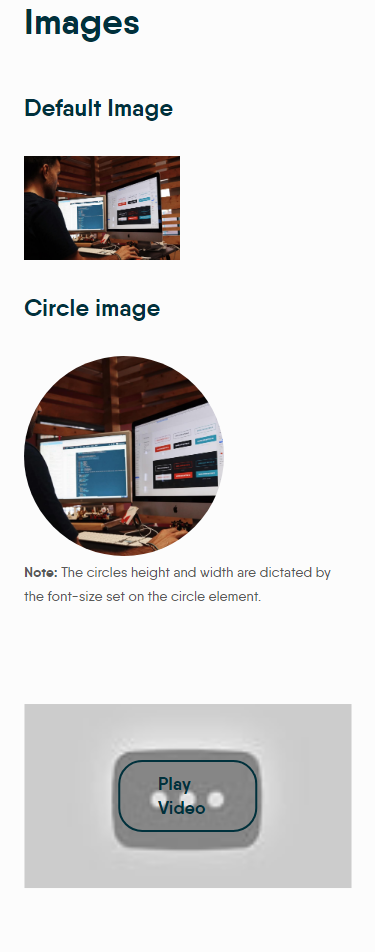 Images
Default Image
Circle image
Note: The circles height and width are dictated by
the font-size set on the circle element.
Play
Video